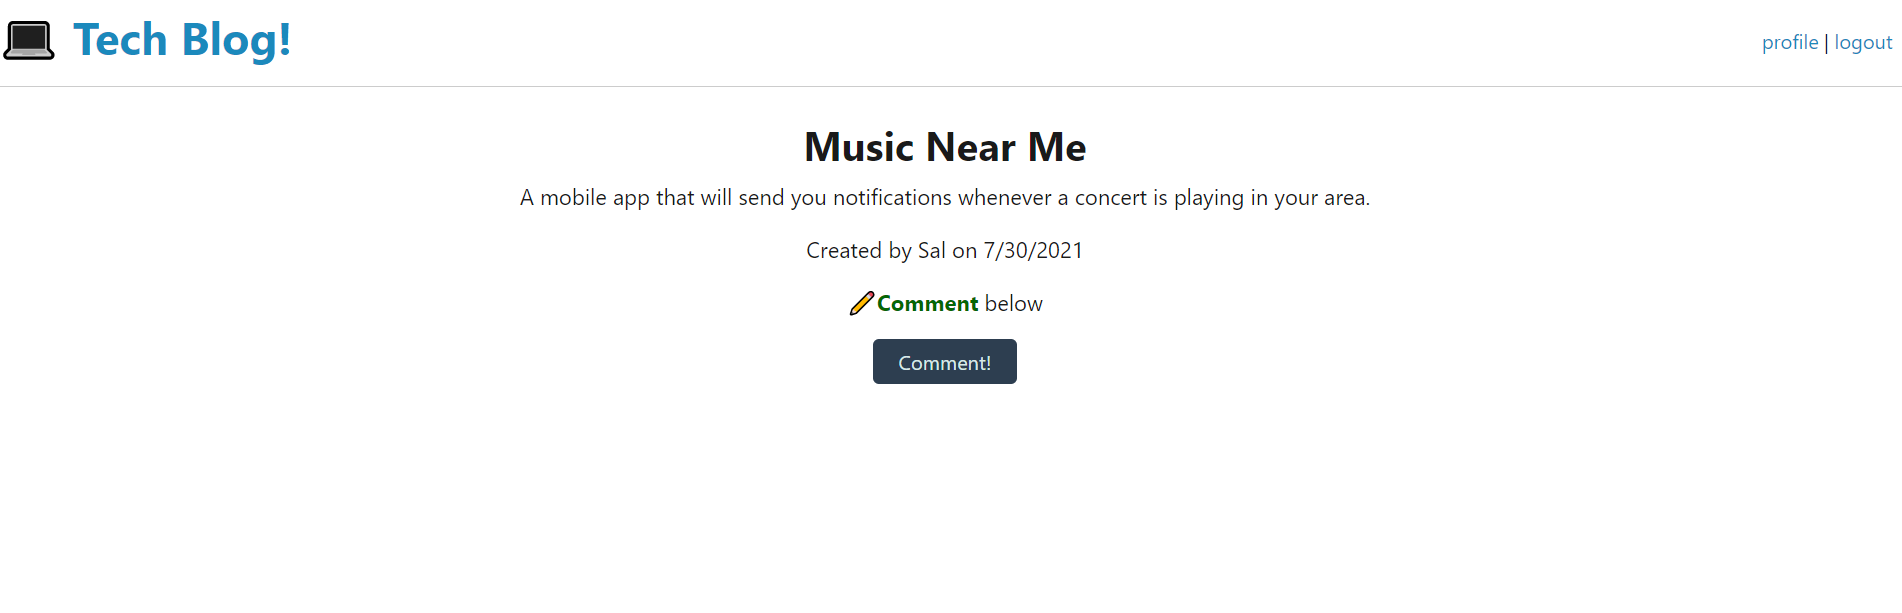 Tech Blog!
profile | logout
Music Near Me
A mobile app that will send you notifications whenever a concert is playing in your area.
Created by Sal on 7/30/2021
Comment below
Comment!